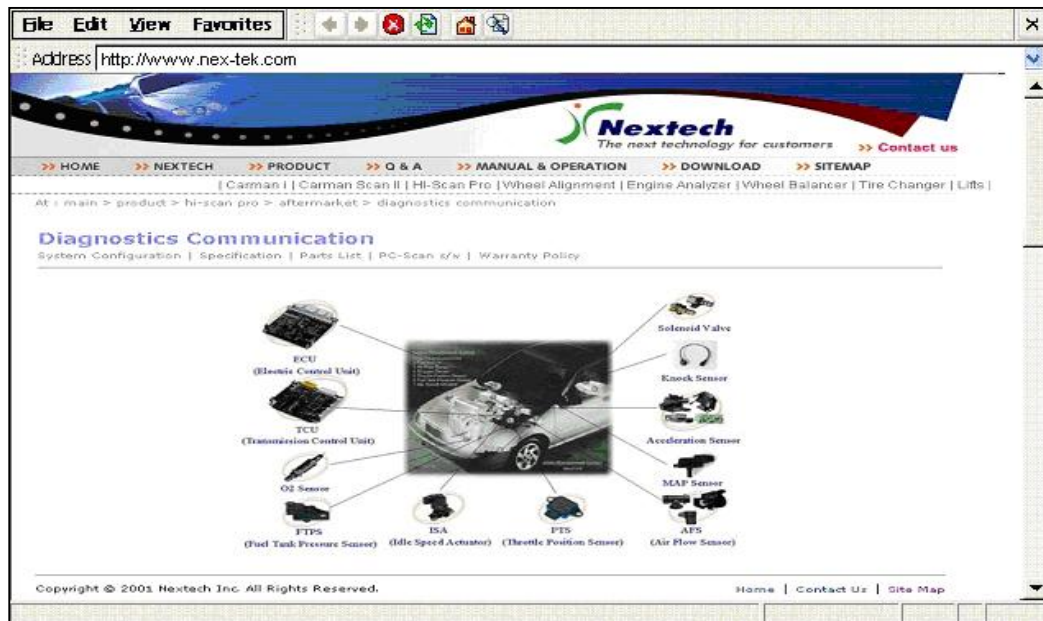 File Edit View Favorites
Address http://www.nex-tek.com
Nextech
The next technology for customers
>> Contact us
>> HOME >> NEXTECH >> PRODUCT >> Q & A >> MANUAL & OPERATION >> DOWNLOAD >> SITEMAP
| Carman i | Carman Scan II | Hi-Scan Pro | Wheel Alignment | Engine Analyzer | Wheel Balancer | Tire Changer | Lifts |
At : main > product > hi-scan pro > aftermarket > diagnostics communication
Diagnostics Communication
System Configuration | Specification | Parts List | PC-Scan s/w | Warranty Policy
ECU
(Electric Control Unit)
TCU
(Transmission Control Unit)
O2 Sensor
FTPS
(Fuel Tank Pressure Sensor)
ISA
(Idle Speed Actuator)
PTS
(Throttle Position Sensor)
Solenoid Valve
Knock Sensor
Acceleration Sensor
MAP Sensor
AFS
(Air Flow Sensor)
Copyright © 2001 Nextech Inc. All Rights Reserved.
Home | Contact Us | Site Map